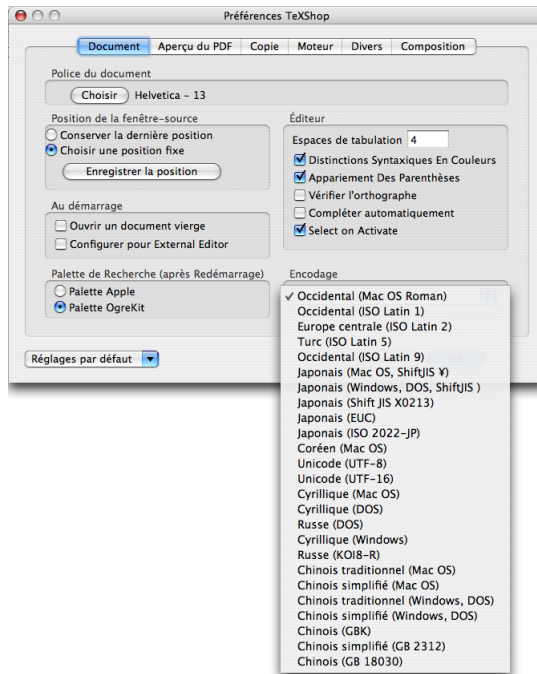 Préférences TeXShop
Document Aperçu du PDF Copie Moteur Divers Composition
Police du document
Choisir Helvetica - 13
Position de la fenêtre-source
Conserver la dernière position
Choisir une position fixe
Enregistrer la position
Éditeur
Espaces de tabulation 4
Distinctions Syntaxiques En Couleurs
Appariement Des Parenthèses
Vérifier l'orthographe
Compléter automatiquement
Select on Activate
Au démarrage
Ouvrir un document vierge
Configurer pour External Editor
Palette de Recherche (après Redémarrage)
Palette Apple
Palette OgreKit
Encodage
✓ Occidental (Mac OS Roman)
Occidental (ISO Latin 1)
Europe centrale (ISO Latin 2)
Turc (ISO Latin 5)
Occidental (ISO Latin 9)
Japonais (Mac OS, ShiftJIS ¥)
Japonais (Windows, DOS, ShiftJIS )
Japonais (Shift JIS X0213)
Japonais (EUC)
Japonais (ISO 2022-JP)
Coréen (Mac OS)
Unicode (UTF-8)
Unicode (UTF-16)
Cyrillique (Mac OS)
Cyrillique (DOS)
Russe (DOS)
Cyrillique (Windows)
Russe (KOI8-R)
Chinois traditionnel (Mac OS)
Chinois simplifié (Mac OS)
Chinois traditionnel (Windows, DOS)
Chinois simplifié (Windows, DOS)
Chinois (GBK)
Chinois simplifié (GB 2312)
Chinois (GB 18030)
Réglages par défaut